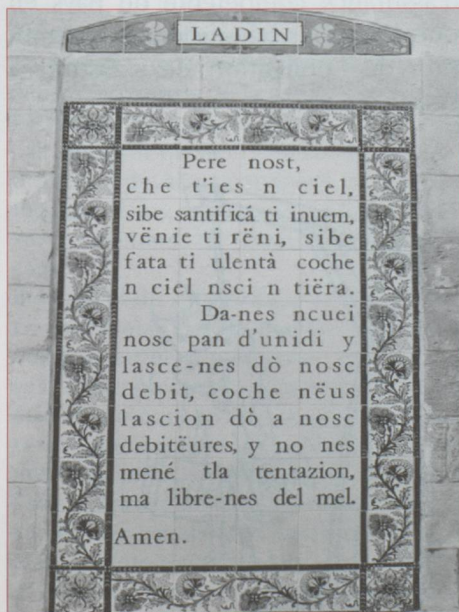 LADIN
Pere nost,
che t'ies n ciel,
sibe santificá ti inuem,
vënie ti rëni, sibe
fata ti ulentà coche
n ciel nsci n tiëra.
Da-nes ncuei
nosc pan d'unidi y
lasce-nes dò nosc
debit, coche nëus
lascion dò a nosc
debitëures, y no nes
mené tla tentazion,
ma libre-nes del mel.
Amen.